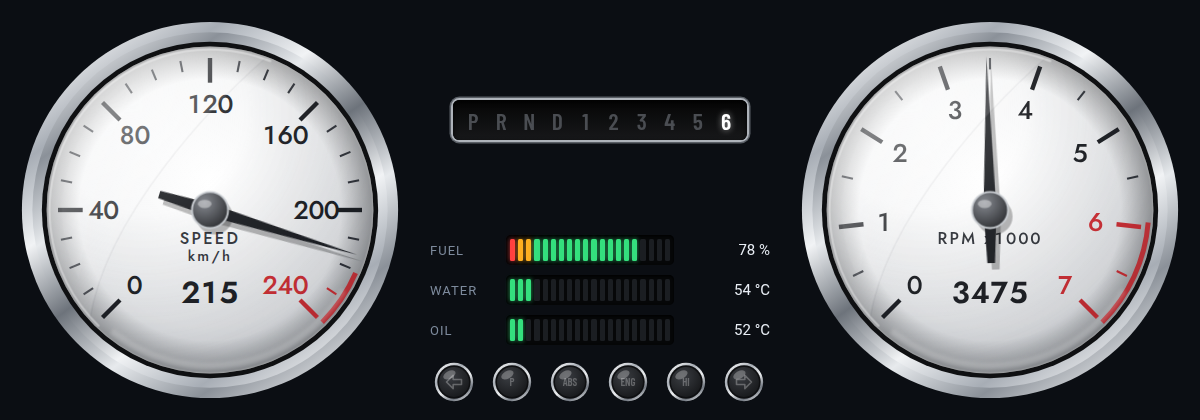 0
40
80
120
160
200
240
SPEED
km/h
215
P R N D 1 2 3 4 5 6
FUEL 78 %
WATER 54 °C
OIL 52 °C
P
ABS
ENG
HI
0
1
2
3
4
5
6
7
RPM x1000
3475